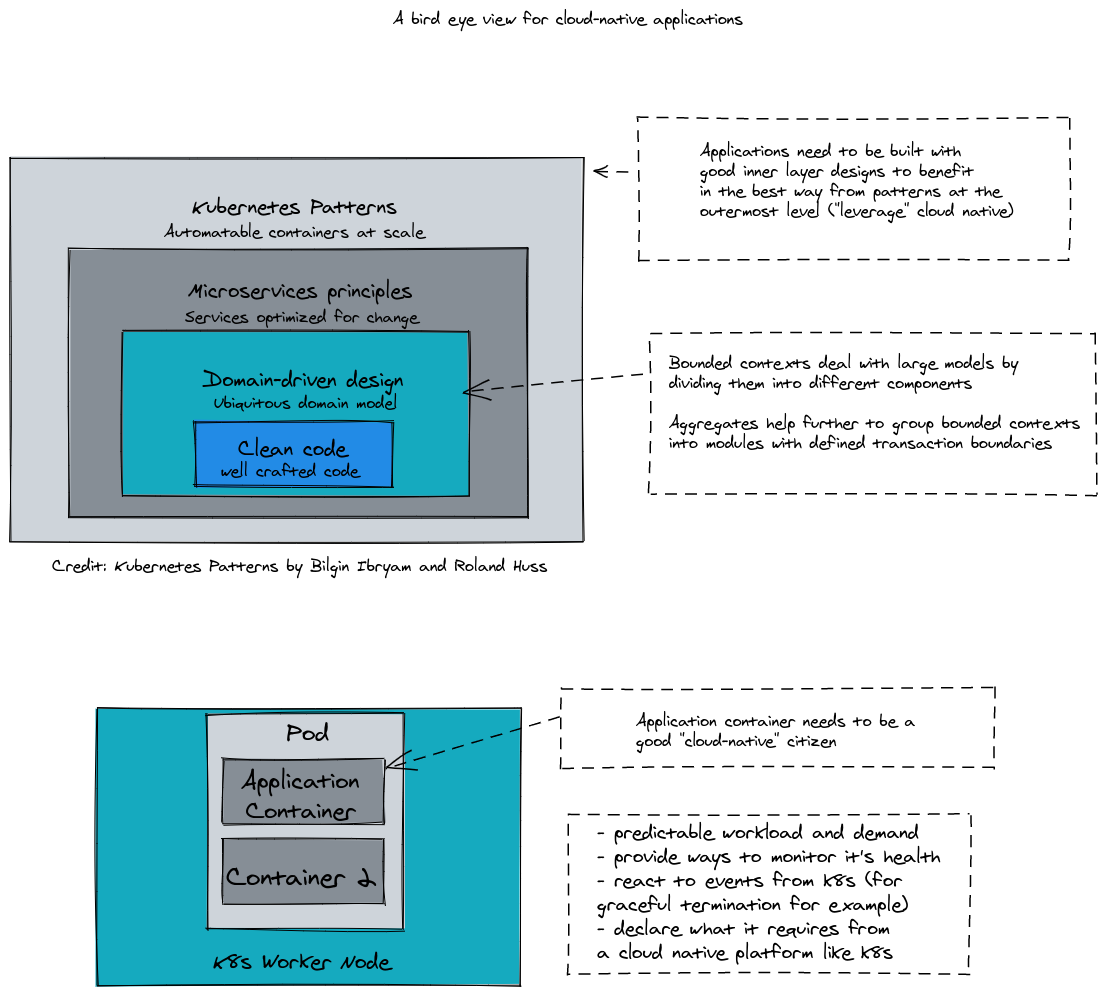 A bird eye view for cloud-native applications
Applications need to be built with
good inner layer designs to benefit
in the best way from patterns at the
outermost level ("leverage" cloud native)
Kubernetes Patterns
Automatable containers at scale
Microservices principles
Services optimized for change
Domain-driven design
Ubiquitous domain model
Clean code
well crafted code
Bounded contexts deal with large models by
dividing them into different components
Aggregates help further to group bounded contexts
into modules with defined transaction boundaries
Credit: Kubernetes Patterns by Bilgin Ibryam and Roland Huss
Pod
Application
Container
Container 2
K8s Worker Node
Application container needs to be a
good "cloud-native" citizen
- predictable workload and demand
- provide ways to monitor it's health
- react to events from K8s (for
graceful termination for example)
- declare what it requires from
a cloud native platform like K8s